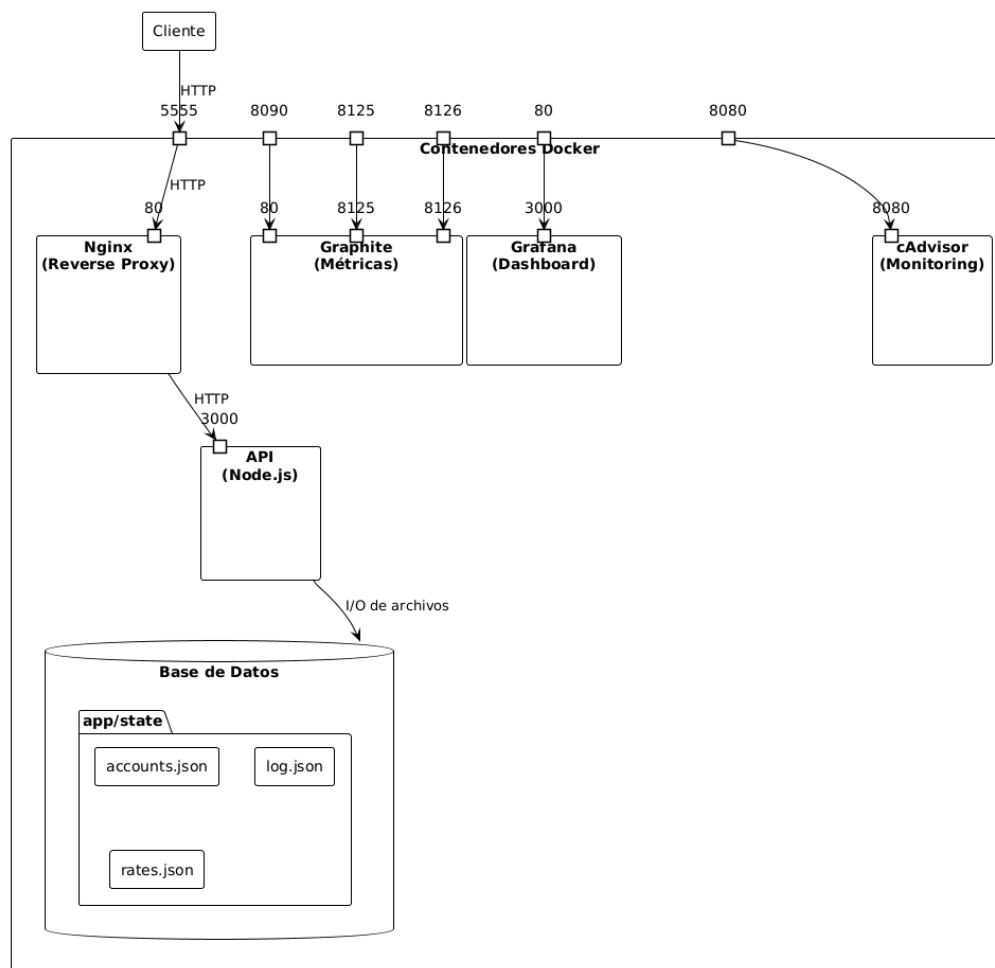 Cliente
HTTP
5555
8090
8125
8126
80
8080
Contenedores Docker
HTTP
80
80
8125
8126
3000
8080
Nginx
(Reverse Proxy)
Graphite
(Métricas)
Grafana
(Dashboard)
cAdvisor
(Monitoring)
HTTP
3000
API
(Node.js)
I/O de archivos
Base de Datos
app/state
accounts.json
log.json
rates.json